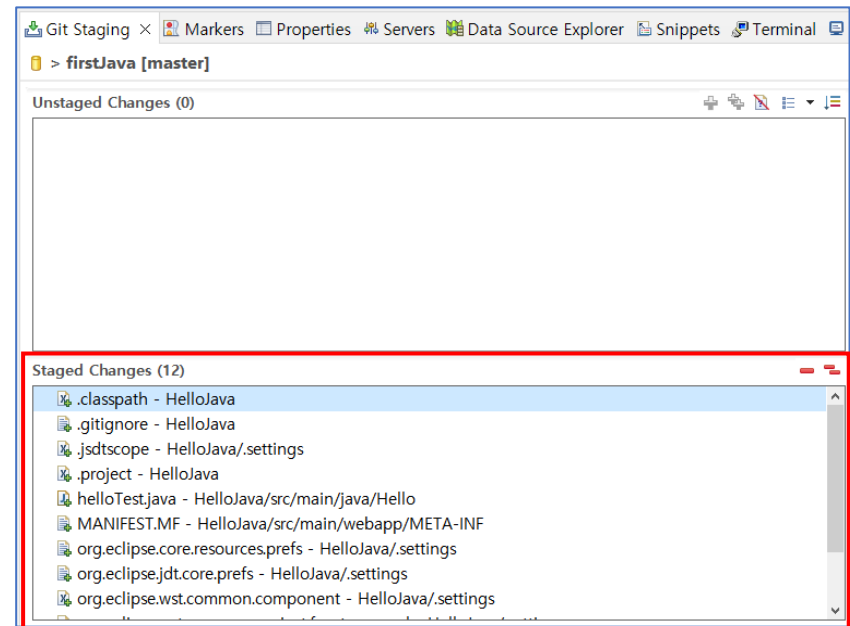 Git Staging Markers Properties Servers Data Source Explorer Snippets Terminal
> firstJava [master]
Unstaged Changes (0)
Staged Changes (12)
.classpath - HelloJava
.gitignore - HelloJava
.jsdtscope - HelloJava/.settings
.project - HelloJava
helloTest.java - HelloJava/src/main/java/Hello
MANIFEST.MF - HelloJava/src/main/webapp/META-INF
org.eclipse.core.resources.prefs - HelloJava/.settings
org.eclipse.jdt.core.prefs - HelloJava/.settings
org.eclipse.wst.common.component - HelloJava/.settings